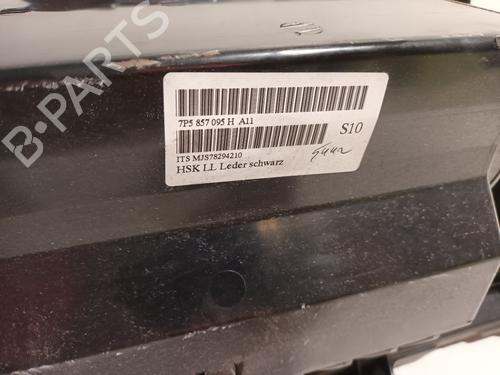 B-PARTS
7P5 857 095 H A11
S10
ITS MJS78294210
HSK LL Leder schwarz